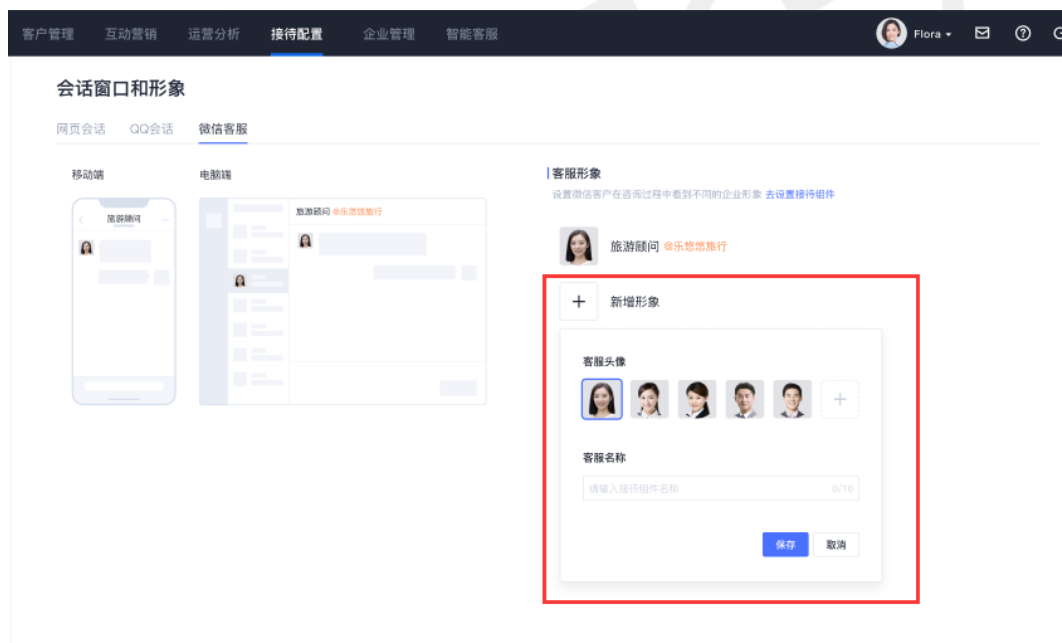 客户管理 互动营销 运营分析 接待配置 企业管理 智能客服 Flora
会话窗口和形象
网页会话 QQ会话 微信客服
移动端 电脑端
旅游顾问
旅游顾问 @乐悠悠旅行
客服形象
设置微信客户在咨询过程中看到不同的企业形象 去设置接待组件
旅游顾问 @乐悠悠旅行
新增形象
客服头像
客服名称
请输入接待组件名称 0/16
保存 取消